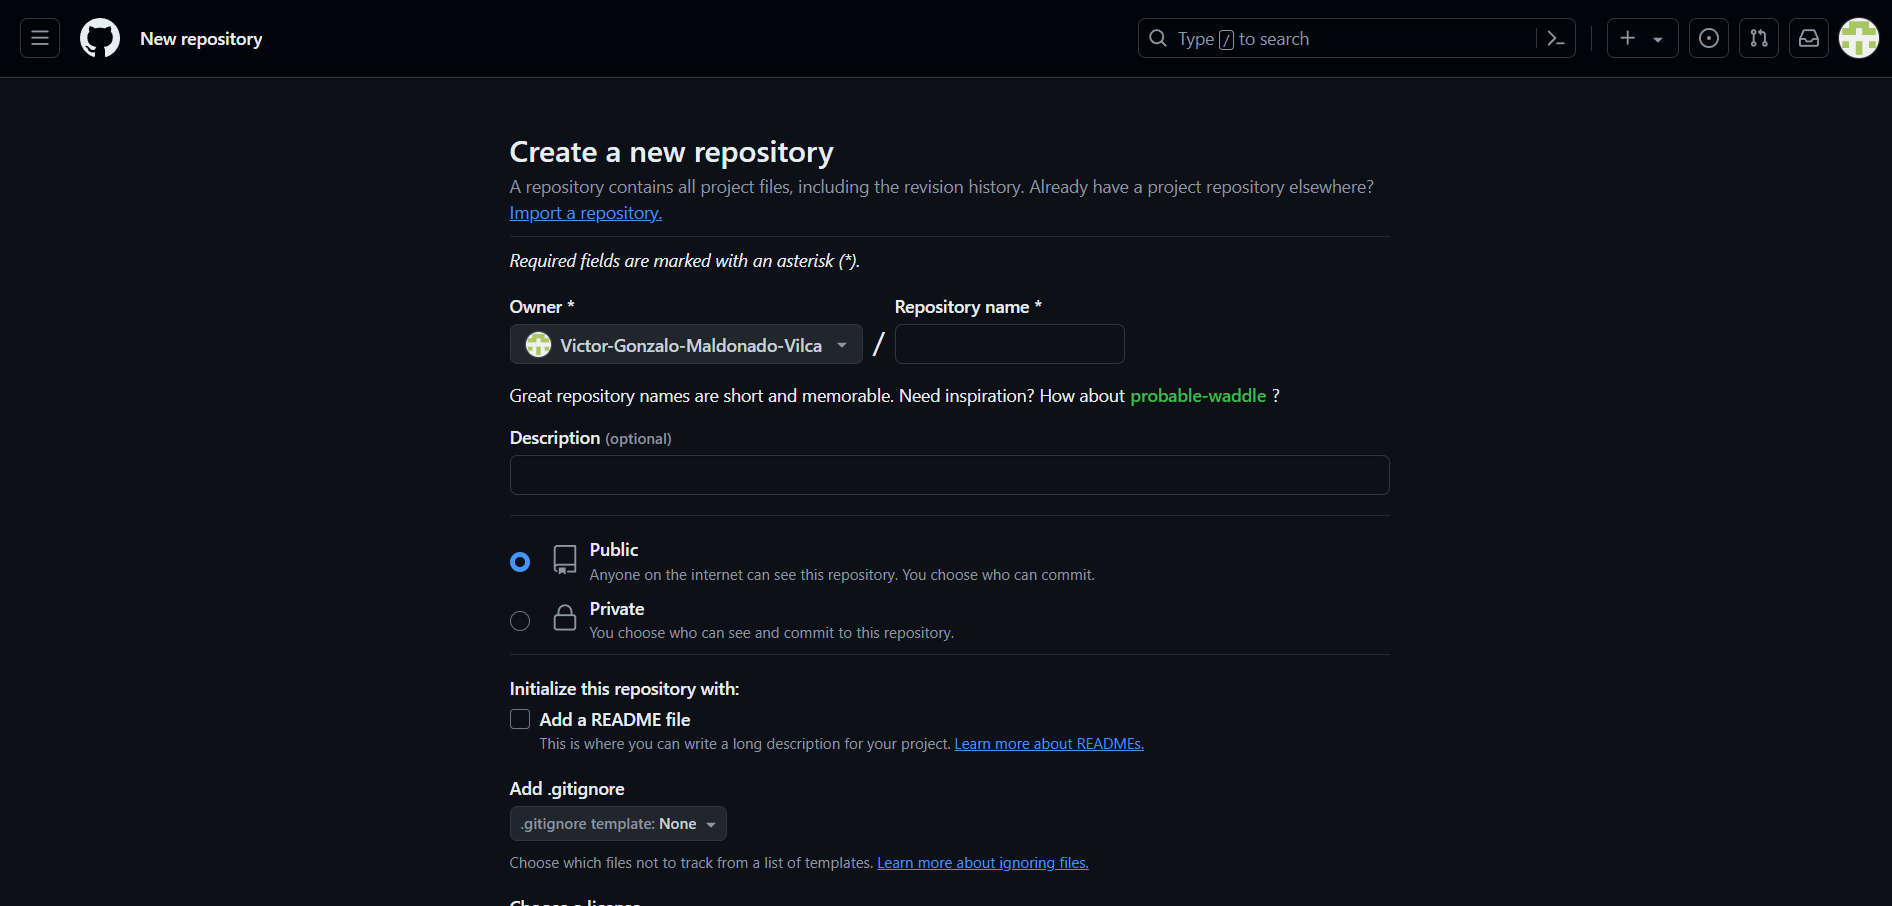 New repository
Type / to search
Create a new repository
A repository contains all project files, including the revision history. Already have a project repository elsewhere?
Import a repository.
Required fields are marked with an asterisk (*).
Owner *
Repository name *
Victor-Gonzalo-Maldonado-Vilca
/
Great repository names are short and memorable. Need inspiration? How about probable-waddle ?
Description (optional)
Public
Anyone on the internet can see this repository. You choose who can commit.
Private
You choose who can see and commit to this repository.
Initialize this repository with:
Add a README file
This is where you can write a long description for your project. Learn more about READMEs.
Add .gitignore
.gitignore template: None
Choose which files not to track from a list of templates. Learn more about ignoring files.
Choose a license